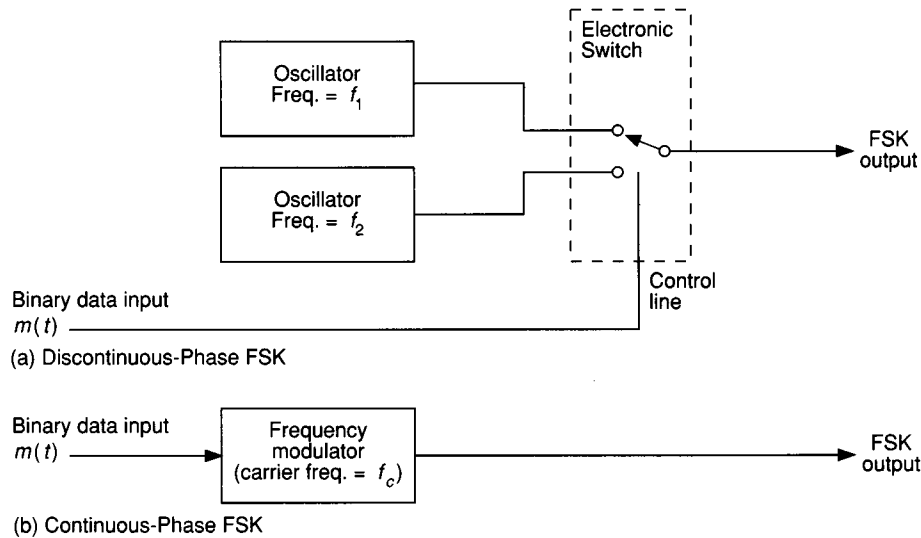 Electronic
Switch
Oscillator
Freq. = f1
Oscillator
Freq. = f2
FSK
output
Control
line
Binary data input
m(t)
(a) Discontinuous-Phase FSK
Binary data input
m(t)
Frequency
modulator
(carrier freq. = fc)
FSK
output
(b) Continuous-Phase FSK